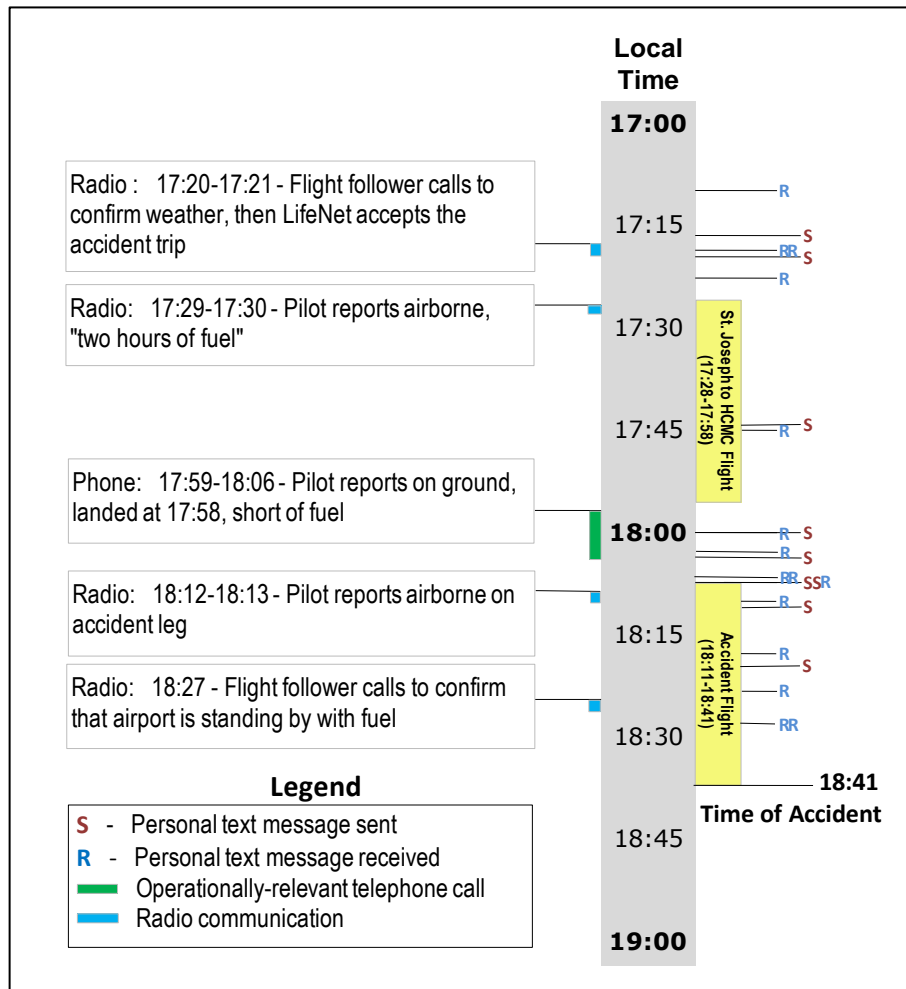 Local
Time
17:00
R
Radio : 17:20-17:21 - Flight follower calls to
confirm weather, then LifeNet accepts the
accident trip
17:15
S
RR
S
R
Radio: 17:29-17:30 - Pilot reports airborne,
"two hours of fuel"
17:30
St. Joseph to HCMC Flight
(17:28-17:58)
17:45
S
R
Phone: 17:59-18:06 - Pilot reports on ground,
landed at 17:58, short of fuel
18:00
R S
R
S
RR
SSR
Radio: 18:12-18:13 - Pilot reports airborne on
accident leg
R
S
18:15
Accident Flight
(18:11-18:41)
R
S
Radio: 18:27 - Flight follower calls to confirm
that airport is standing by with fuel
R
RR
18:30
18:41
Time of Accident
18:45
19:00
Legend
S - Personal text message sent
R - Personal text message received
Operationally-relevant telephone call
Radio communication